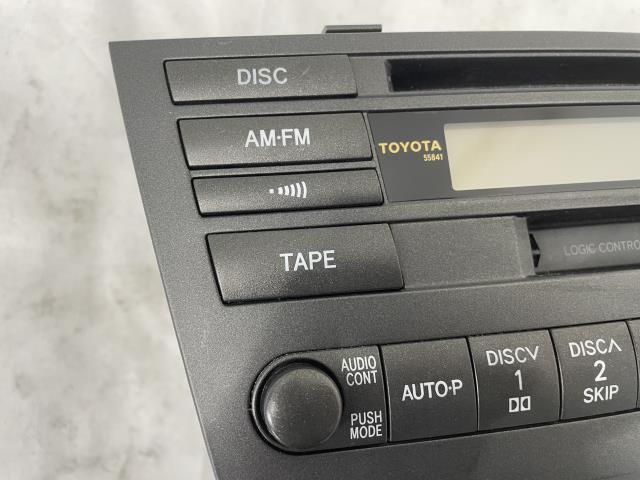 DISC
AM·FM
TOYOTA
55841
TAPE
LOGIC CONTRO
AUDIO
CONT
PUSH
MODE
AUTO·P
DISC∨
1
DISC∧
2
SKIP